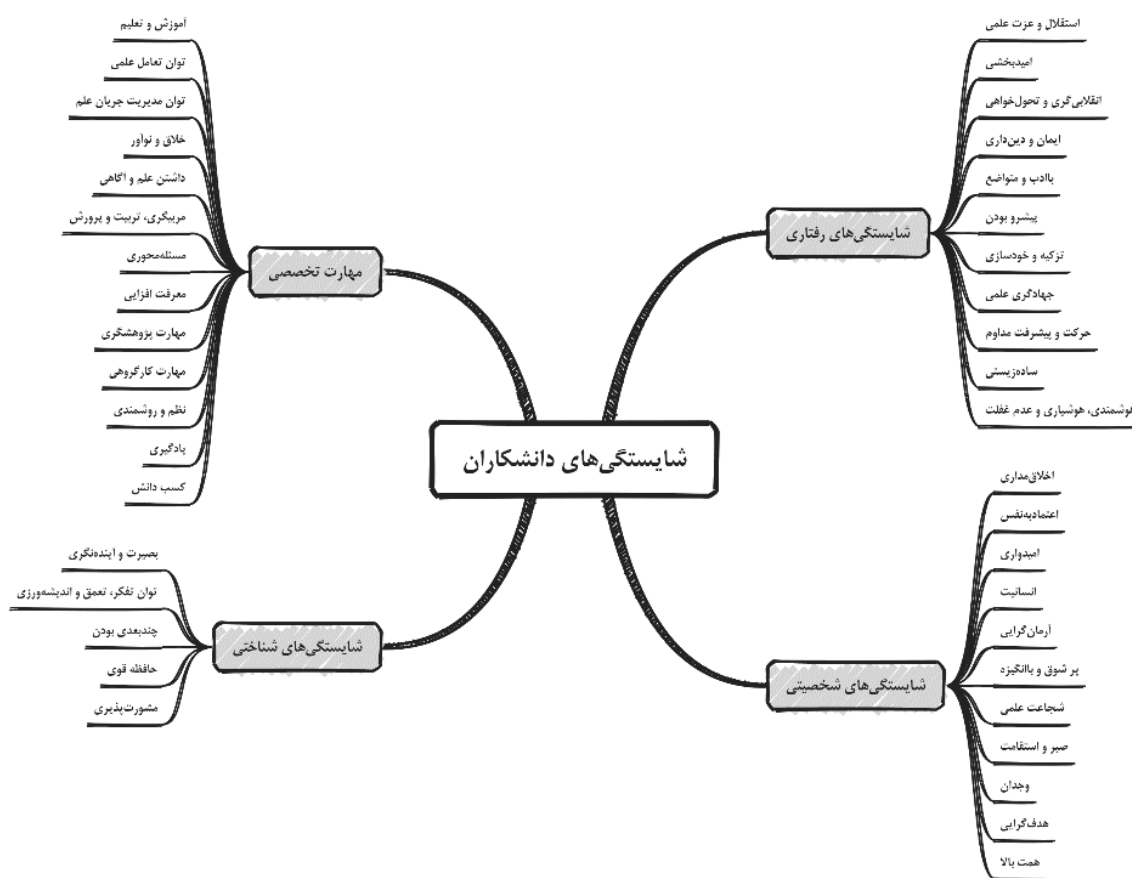 شایستگی‌های دانشکاران
شایستگی‌های رفتاری
استقلال و عزت علمی
امیدبخشی
انقلابی‌گری و تحول‌خواهی
ایمان و دین‌داری
باادب و متواضع
پیشرو بودن
تزکیه و خودسازی
جهادگری علمی
حرکت و پیشرفت مداوم
ساده‌زیستی
هوشمندی، هوشیاری و عدم غفلت
شایستگی‌های شخصیتی
اخلاق‌مداری
اعتمادبه‌نفس
امیدواری
انسانیت
آرمان‌گرایی
پر شوق و باانگیزه
شجاعت علمی
صبر و استقامت
وجدان
هدف‌گرایی
همت بالا
مهارت تخصصی
آموزش و تعلیم
توان تعامل علمی
توان مدیریت جریان علم
خلاق و نوآور
داشتن علم و آگاهی
مربیگری، تربیت و پرورش
مسئله‌محوری
معرفت افزایی
مهارت پژوهشگری
مهارت کارگروهی
نظم و روشمندی
یادگیری
کسب دانش
شایستگی‌های شناختی
بصیرت و آینده‌نگری
توان تفکر، تعمق و اندیشه‌ورزی
چندبعدی بودن
حافظه قوی
مشورت‌پذیری